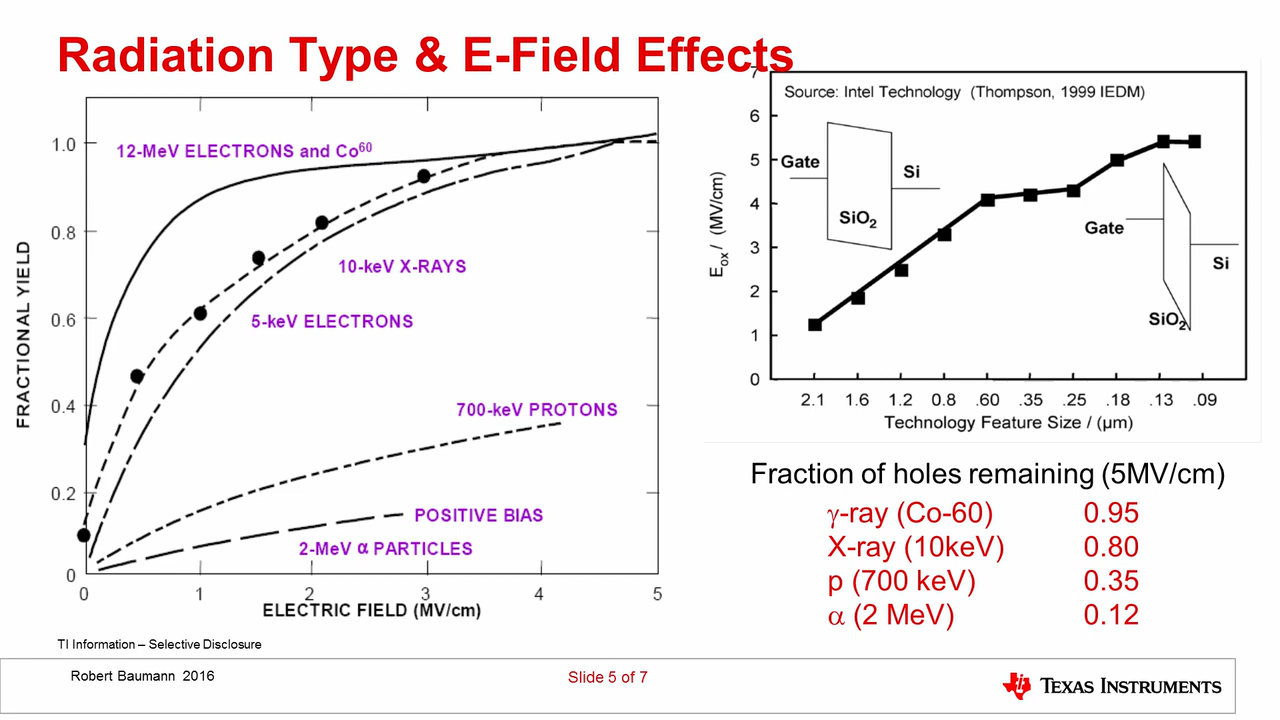 Radiation Type & E-Field Effects
1.0
0.8
0.6
0.4
0.2
0
FRACTIONAL YIELD
12-MeV ELECTRONS and Co60
10-keV X-RAYS
5-keV ELECTRONS
700-keV PROTONS
POSITIVE BIAS
2-MeV α PARTICLES
0 1 2 3 4 5
ELECTRIC FIELD (MV/cm)
7
6
5
4
3
2
1
0
Eox / (MV/cm)
Source: Intel Technology (Thompson, 1999 IEDM)
Gate
Si
SiO2
Gate
Si
SiO2
2.1 1.6 1.2 0.8 .60 .35 .25 .18 .13 .09
Technology Feature Size / (µm)
Fraction of holes remaining (5MV/cm)
γ-ray (Co-60) 0.95
X-ray (10keV) 0.80
p (700 keV) 0.35
α (2 MeV) 0.12
TI Information – Selective Disclosure
Robert Baumann 2016
Slide 5 of 7
TEXAS INSTRUMENTS